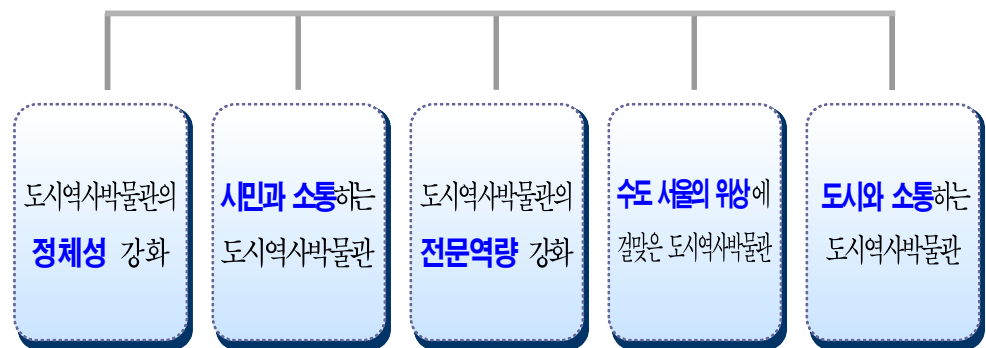 도시역사박물관의
정체성 강화
시민과 소통하는
도시역사박물관
도시역사박물관의
전문역량 강화
수도 서울의 위상에
걸맞은 도시역사박물관
도시와 소통하는
도시역사박물관